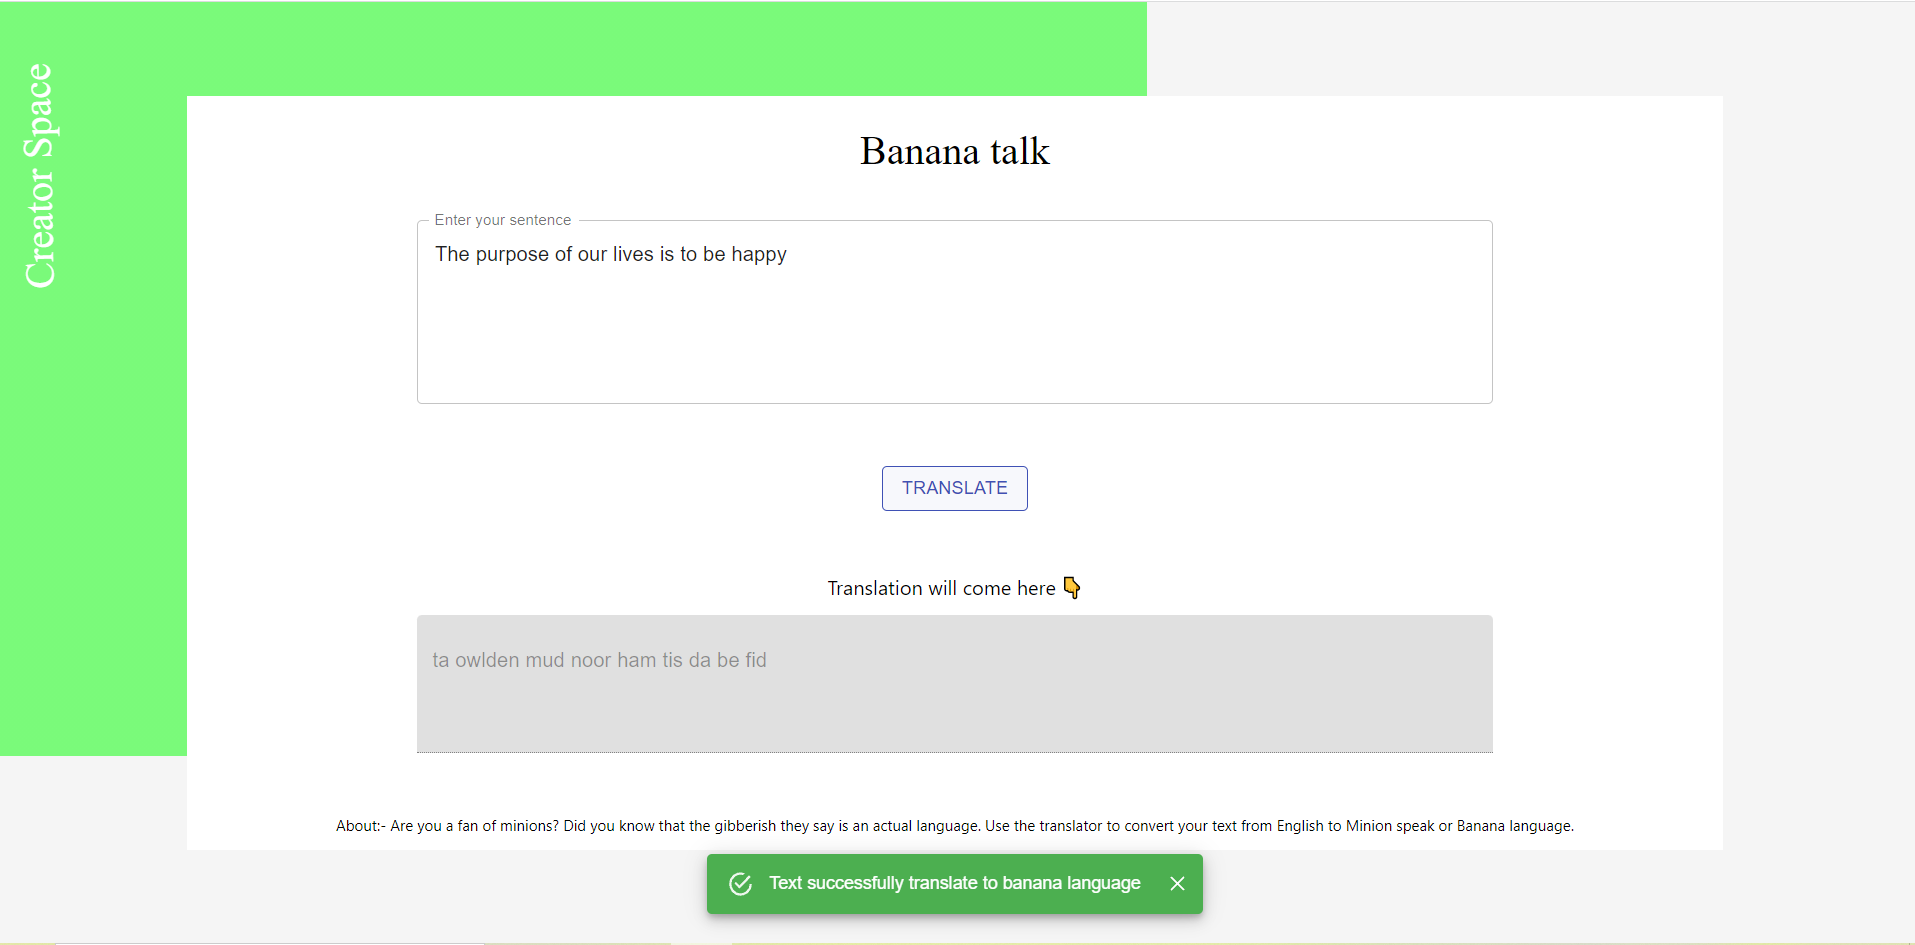 Creator Space
Banana talk
Enter your sentence
The purpose of our lives is to be happy
TRANSLATE
Translation will come here 👇
ta owlden mud noor ham tis da be fid
About:- Are you a fan of minions? Did you know that the gibberish they say is an actual language. Use the translator to convert your text from English to Minion speak or Banana language.
Text successfully translate to banana language